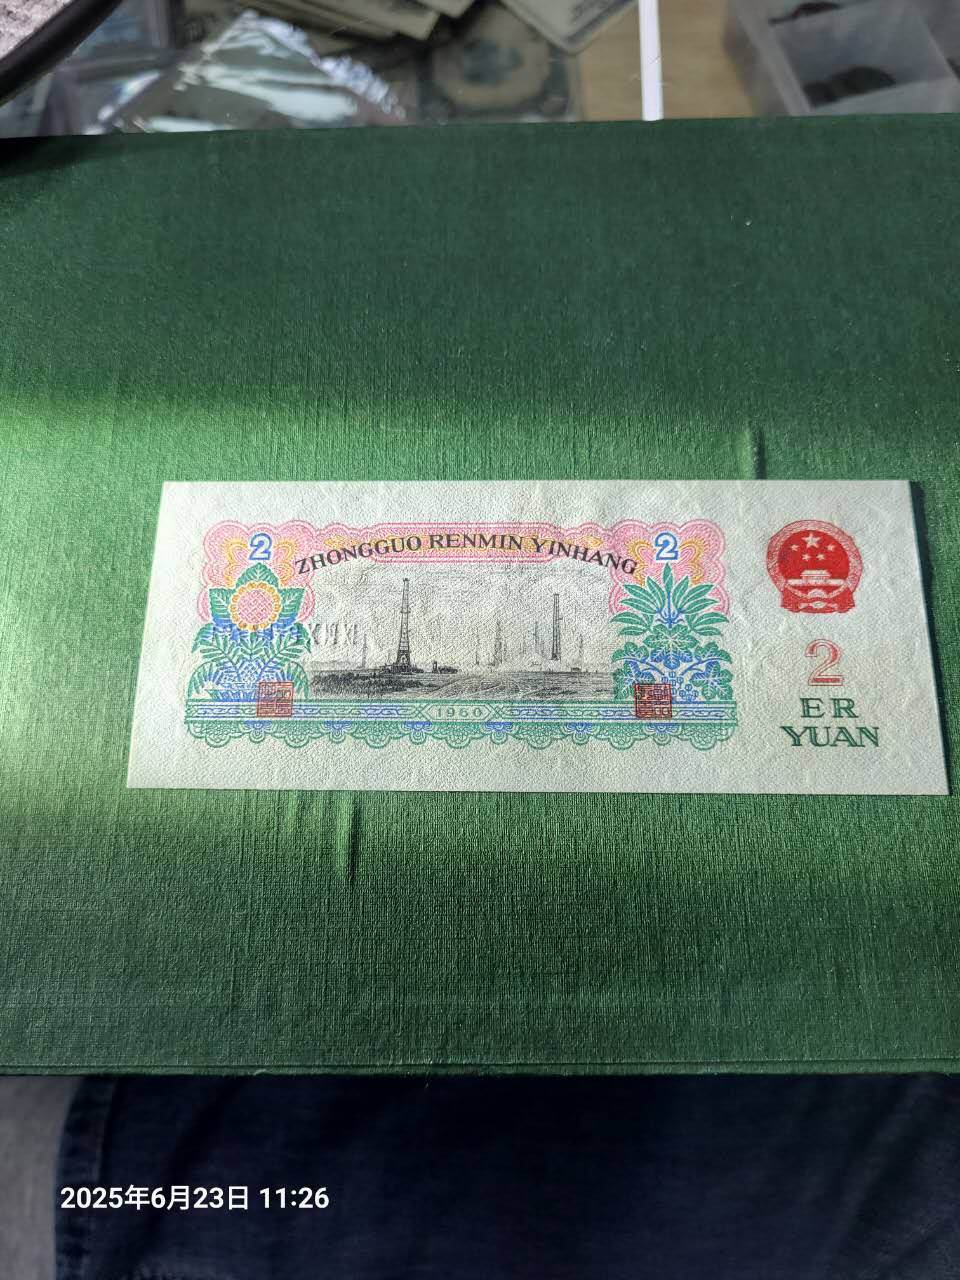 2
ZHONGGUO RENMIN YINHANG
2
1960
2
ER
YUAN
2025年6月23日 11:26